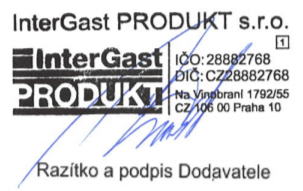 InterGast PRODUKT s.r.o.
1
InterGast
PRODUKT
IČO: 28882768
DIČ: CZ28882768
Na Vinobraní 1792/55
CZ 106 00 Praha 10
Razítko a podpis Dodavatele